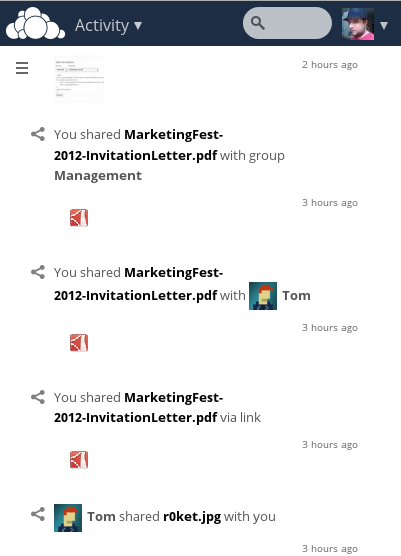 Activity ▾
2 hours ago
You shared MarketingFest-
2012-InvitationLetter.pdf with group
Management
3 hours ago
You shared MarketingFest-
2012-InvitationLetter.pdf with Tom
3 hours ago
You shared MarketingFest-
2012-InvitationLetter.pdf via link
3 hours ago
Tom shared r0ket.jpg with you
3 hours ago